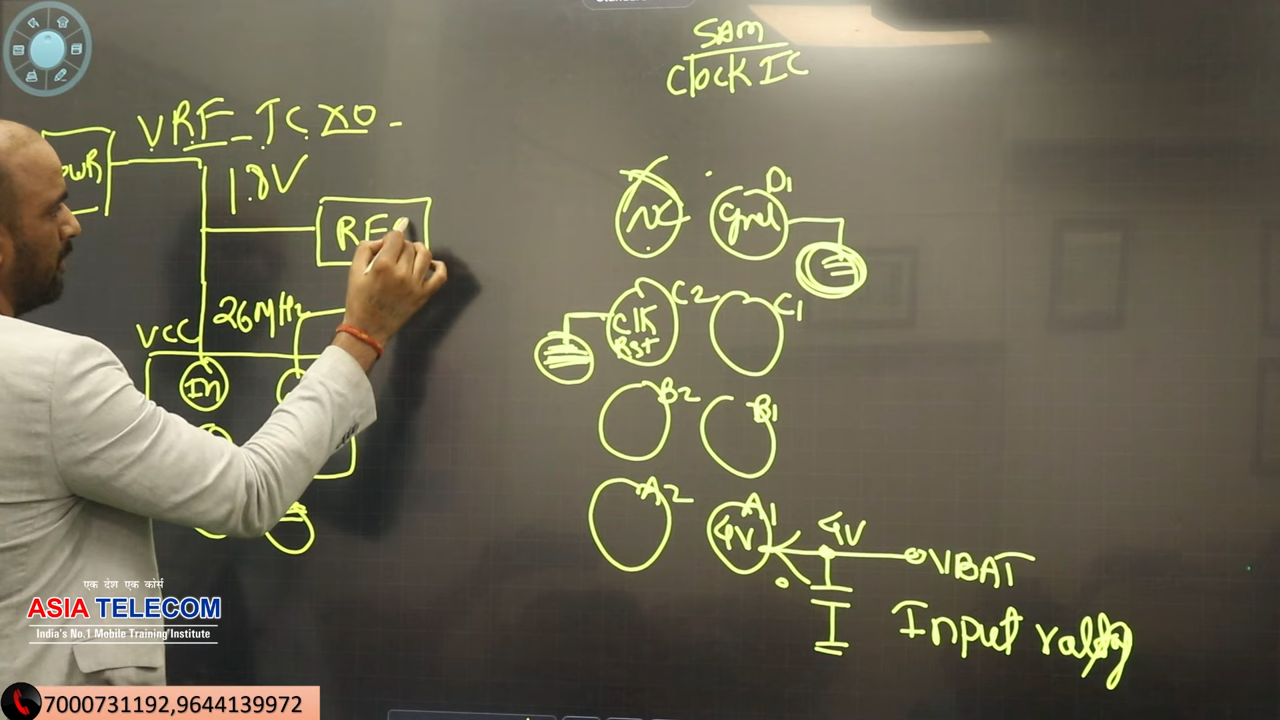 SAM
Clock IC
VRF_TCXO-
PWR
1.8V
RF
26MHz
VCC
IN
NC
D1
Gnd
C2
CLK
Rst
C1
B2
B1
A2
A1
4V
4V
VBAT
Input
एक देश एक कोर्स
ASIA TELECOM
India's No.1 Mobile Training Institute
7000731192,9644139972